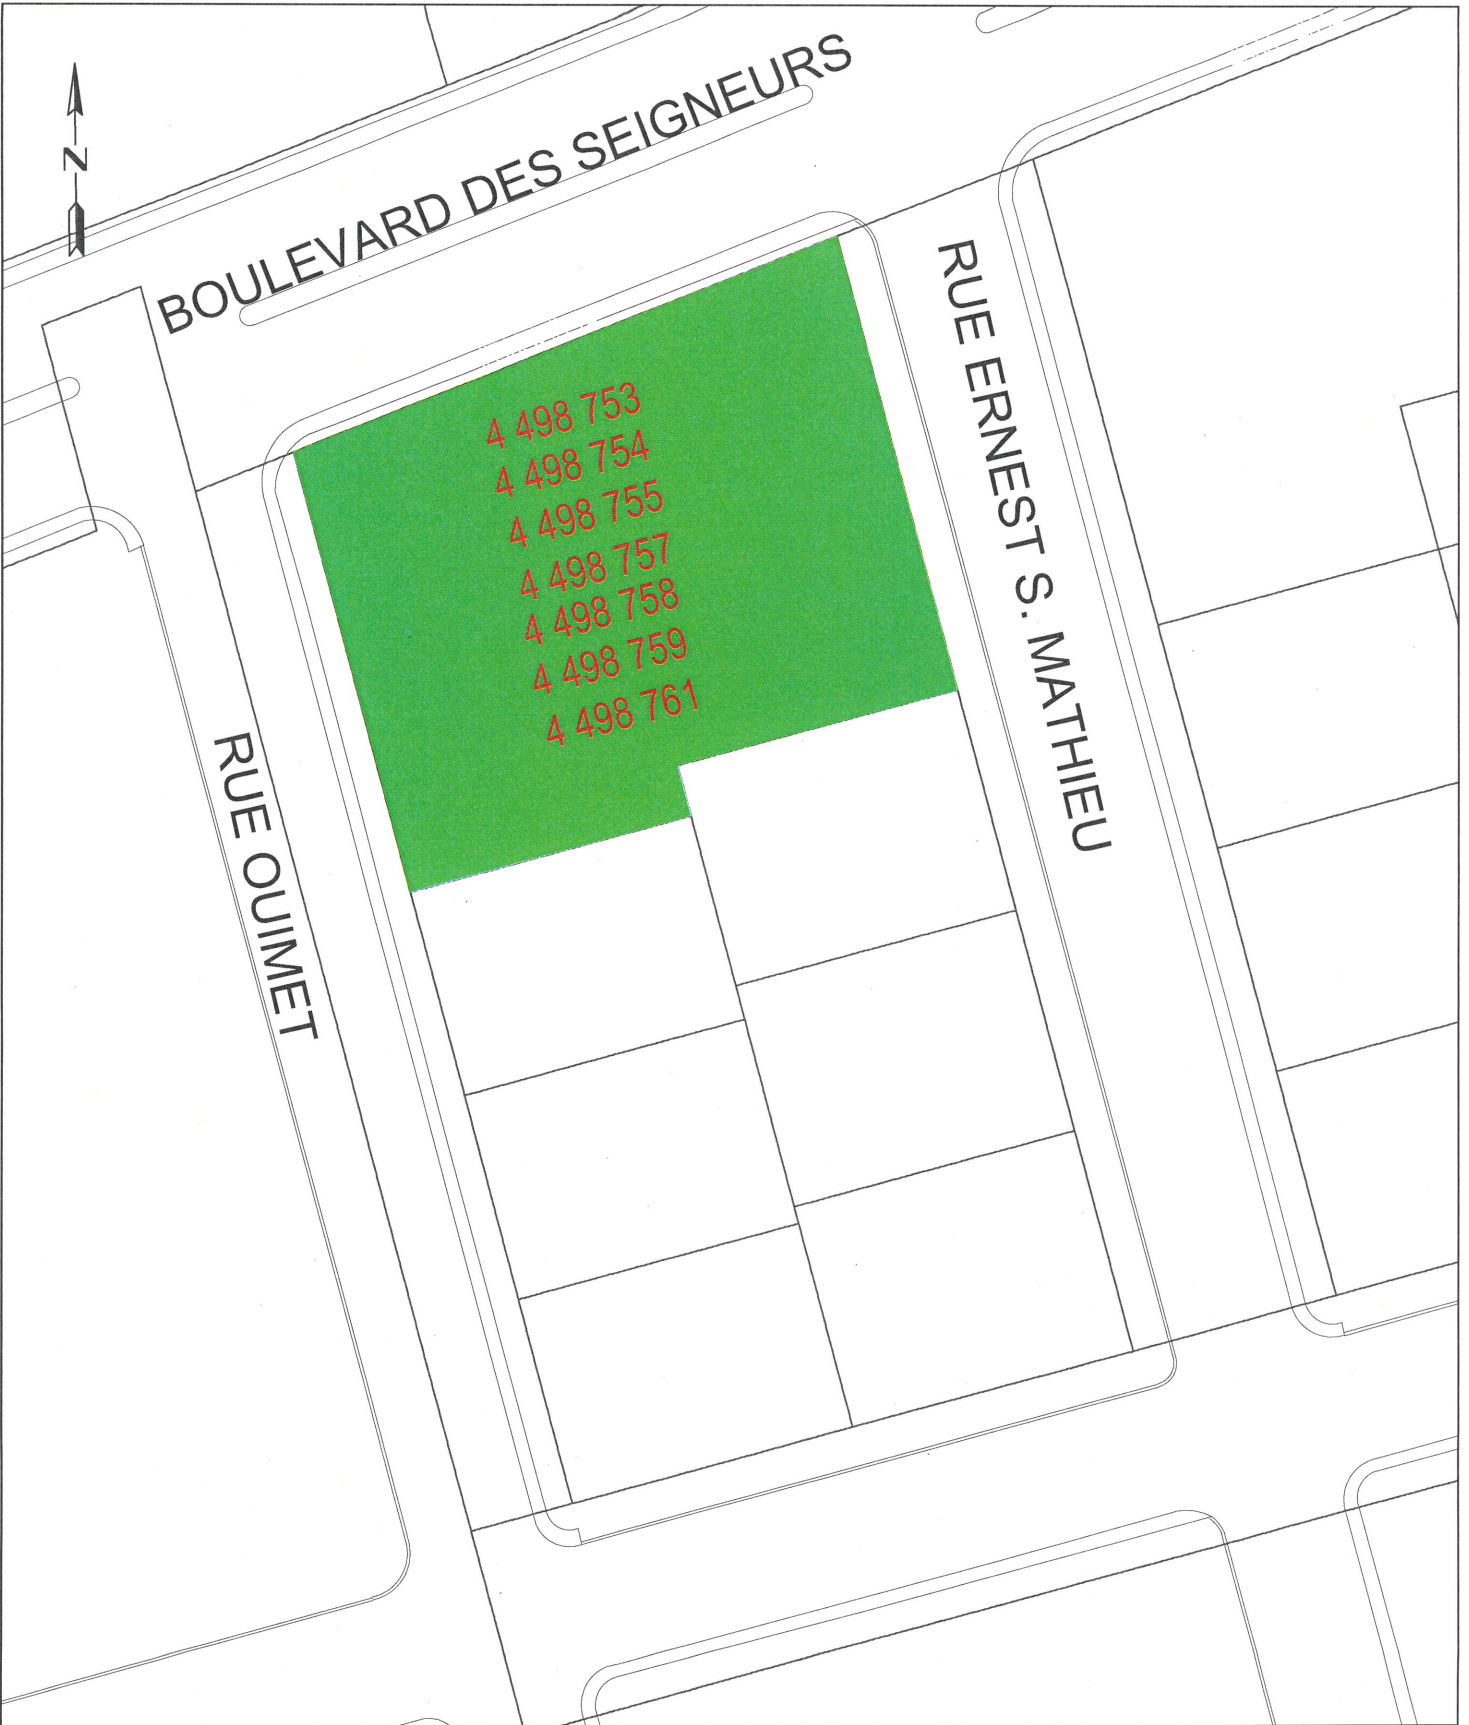 N
BOULEVARD DES SEIGNEURS
RUE ERNEST S. MATHIEU
4 498 753
4 498 754
4 498 755
4 498 757
4 498 758
4 498 759
4 498 761
RUE OUIMET